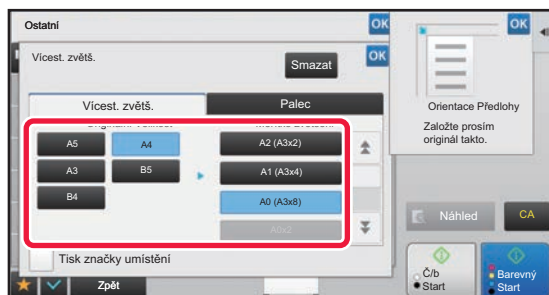 Ostatní
OK
OK
Vícest. zvětš.
Smazat
OK
Vícest. zvětš.
Palec
A5
A4
A3
B5
B4
A2 (A3x2)
A1 (A3x4)
A0 (A3x8)
A0x2
Tisk značky umístění
Zpět
Orientace Předlohy
Založte prosím
originál takto.
Náhled
CA
Č/b
Start
Barevný
Start